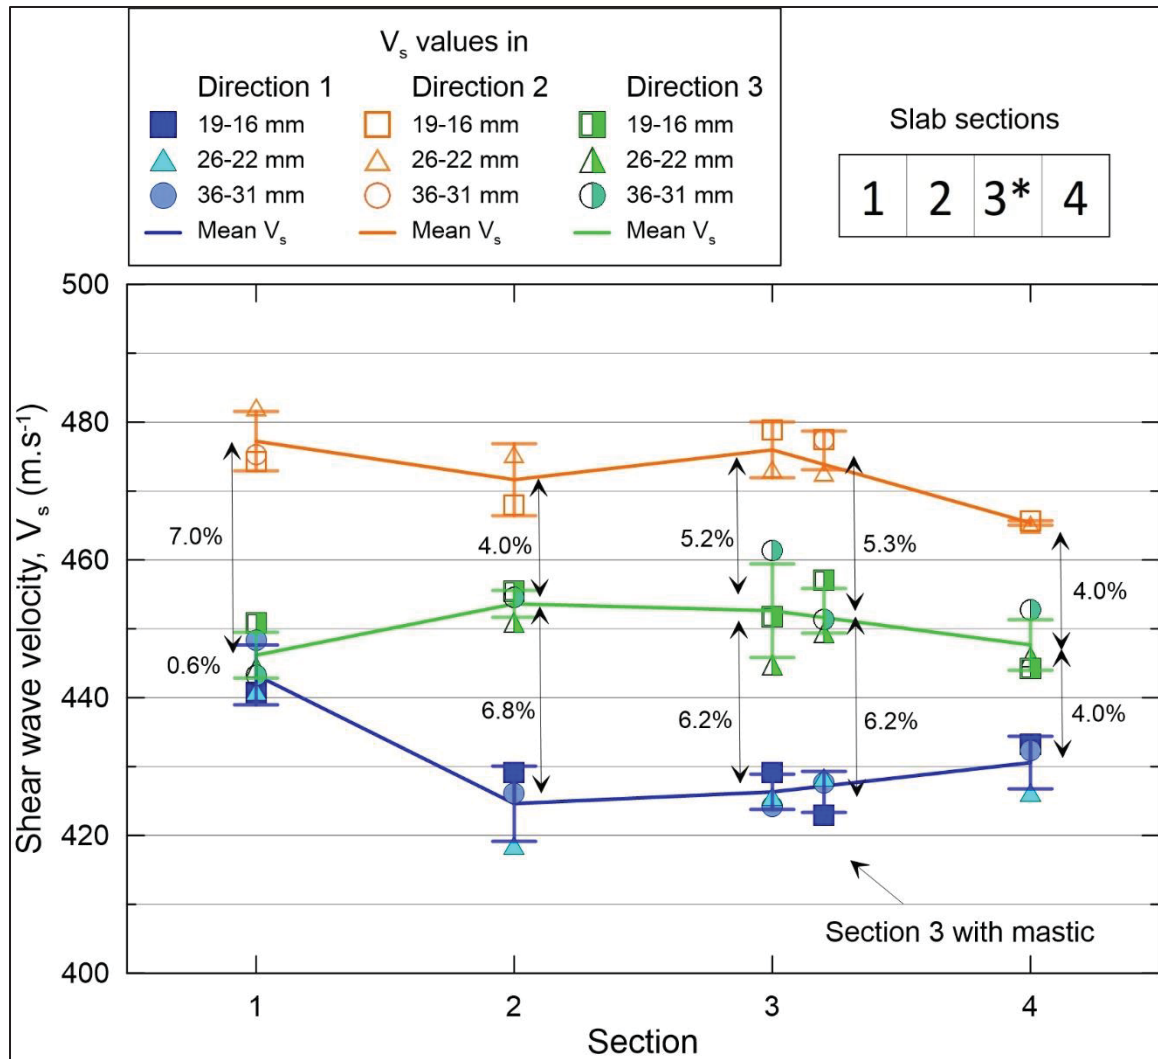 Vs values in
Direction 1 Direction 2 Direction 3
19-16 mm 19-16 mm 19-16 mm
26-22 mm 26-22 mm 26-22 mm
36-31 mm 36-31 mm 36-31 mm
Mean Vs Mean Vs Mean Vs
Slab sections
1 2 3* 4
Shear wave velocity, Vs (m.s-1)
500
480
460
440
420
400
7.0%
0.6%
4.0%
6.8%
5.2%
6.2%
5.3%
6.2%
4.0%
4.0%
Section 3 with mastic
1 2 3 4
Section